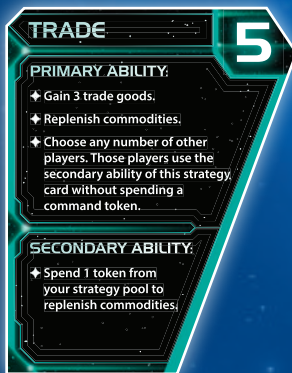 TRADE
5
PRIMARY ABILITY:
Gain 3 trade goods.
Replenish commodities.
Choose any number of other
players. Those players use the
secondary ability of this strategy
card without spending a
command token.
SECONDARY ABILITY:
Spend 1 token from
your strategy pool to
replenish commodities.